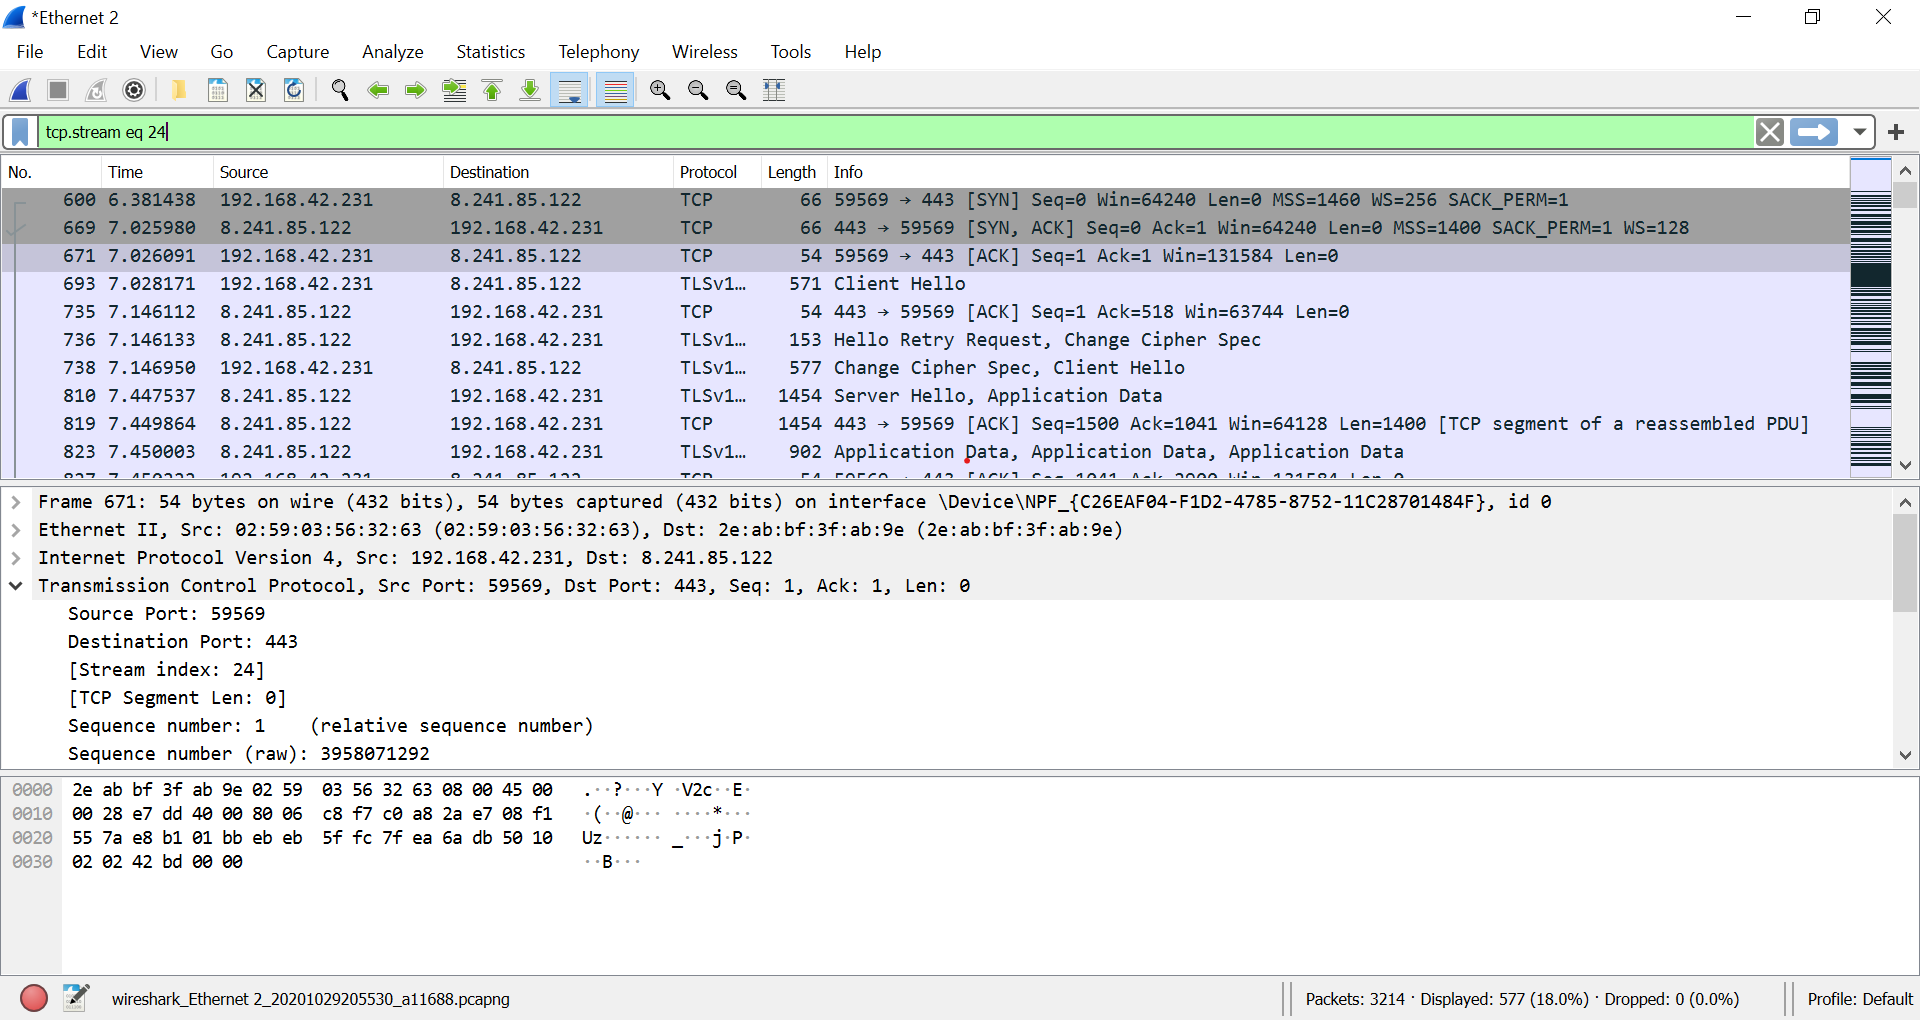 *Ethernet 2
File Edit View Go Capture Analyze Statistics Telephony Wireless Tools Help
tcp.stream eq 24
No. Time Source Destination Protocol Length Info
600 6.381438 192.168.42.231 8.241.85.122 TCP 66 59569 → 443 [SYN] Seq=0 Win=64240 Len=0 MSS=1460 WS=256 SACK_PERM=1
669 7.025980 8.241.85.122 192.168.42.231 TCP 66 443 → 59569 [SYN, ACK] Seq=0 Ack=1 Win=64240 Len=0 MSS=1400 SACK_PERM=1 WS=128
671 7.026091 192.168.42.231 8.241.85.122 TCP 54 59569 → 443 [ACK] Seq=1 Ack=1 Win=131584 Len=0
693 7.028171 192.168.42.231 8.241.85.122 TLSv1… 571 Client Hello
735 7.146112 8.241.85.122 192.168.42.231 TCP 54 443 → 59569 [ACK] Seq=1 Ack=518 Win=63744 Len=0
736 7.146133 8.241.85.122 192.168.42.231 TLSv1… 153 Hello Retry Request, Change Cipher Spec
738 7.146950 192.168.42.231 8.241.85.122 TLSv1… 577 Change Cipher Spec, Client Hello
810 7.447537 8.241.85.122 192.168.42.231 TLSv1… 1454 Server Hello, Application Data
819 7.449864 8.241.85.122 192.168.42.231 TCP 1454 443 → 59569 [ACK] Seq=1500 Ack=1041 Win=64128 Len=1400 [TCP segment of a reassembled PDU]
823 7.450003 8.241.85.122 192.168.42.231 TLSv1… 902 Application Data, Application Data, Application Data
Frame 671: 54 bytes on wire (432 bits), 54 bytes captured (432 bits) on interface \Device\NPF_{C26EAF04-F1D2-4785-8752-11C28701484F}, id 0
Ethernet II, Src: 02:59:03:56:32:63 (02:59:03:56:32:63), Dst: 2e:ab:bf:3f:ab:9e (2e:ab:bf:3f:ab:9e)
Internet Protocol Version 4, Src: 192.168.42.231, Dst: 8.241.85.122
Transmission Control Protocol, Src Port: 59569, Dst Port: 443, Seq: 1, Ack: 1, Len: 0
Source Port: 59569
Destination Port: 443
[Stream index: 24]
[TCP Segment Len: 0]
Sequence number: 1 (relative sequence number)
Sequence number (raw): 3958071292
0000 2e ab bf 3f ab 9e 02 59 03 56 32 63 08 00 45 00 .··?···Y ·V2c··E·
0010 00 28 e7 dd 40 00 80 06 c8 f7 c0 a8 2a e7 08 f1 ·(··@··· ····*···
0020 55 7a e8 b1 01 bb eb eb 5f fc 7f ea 6a db 50 10 Uz······ _···j·P·
0030 02 02 42 bd 00 00 ··B···
wireshark_Ethernet 2_20201029205530_a11688.pcapng
Packets: 3214 · Displayed: 577 (18.0%) · Dropped: 0 (0.0%)
Profile: Default